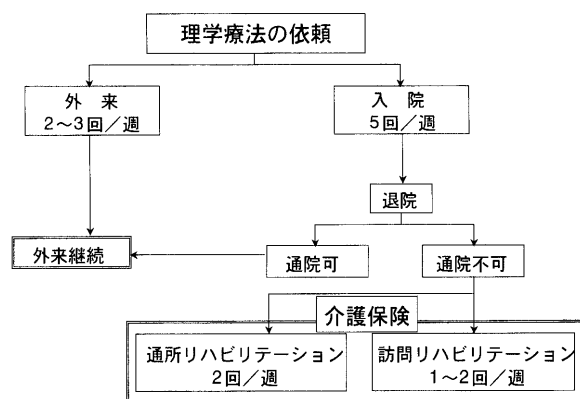 理学療法の依頼
外 来
2～3回／週
入 院
5回／週
退院
外来継続
通院可
通院不可
介護保険
通所リハビリテーション
2回／週
訪問リハビリテーション
1～2回／週